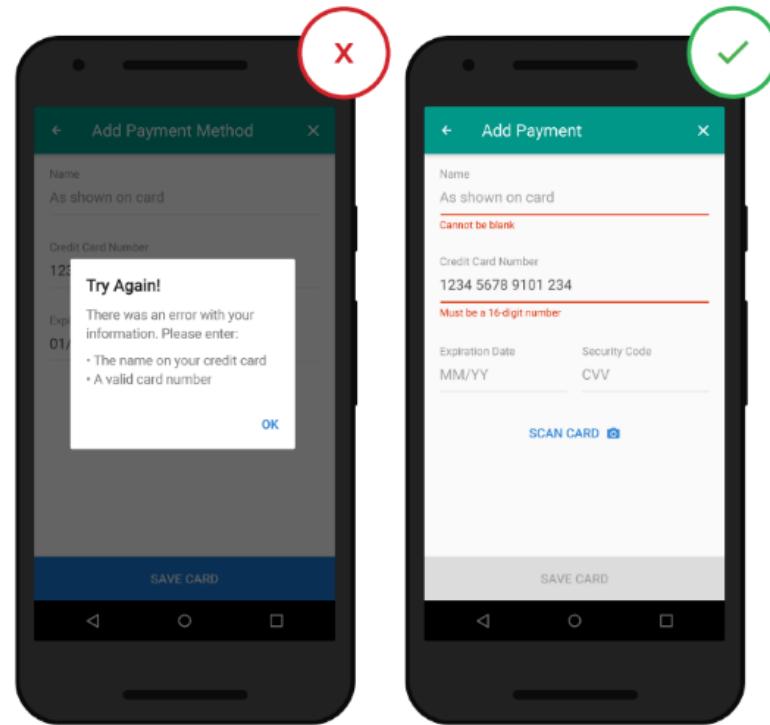 X
Add Payment Method
Name
As shown on card
Credit Card Number
123
Expi
01/
Try Again!
There was an error with your
information. Please enter:
• The name on your credit card
• A valid card number
OK
SAVE CARD
Add Payment
Name
As shown on card
Cannot be blank
Credit Card Number
1234 5678 9101 234
Must be a 16-digit number
Expiration Date Security Code
MM/YY CVV
SCAN CARD
SAVE CARD